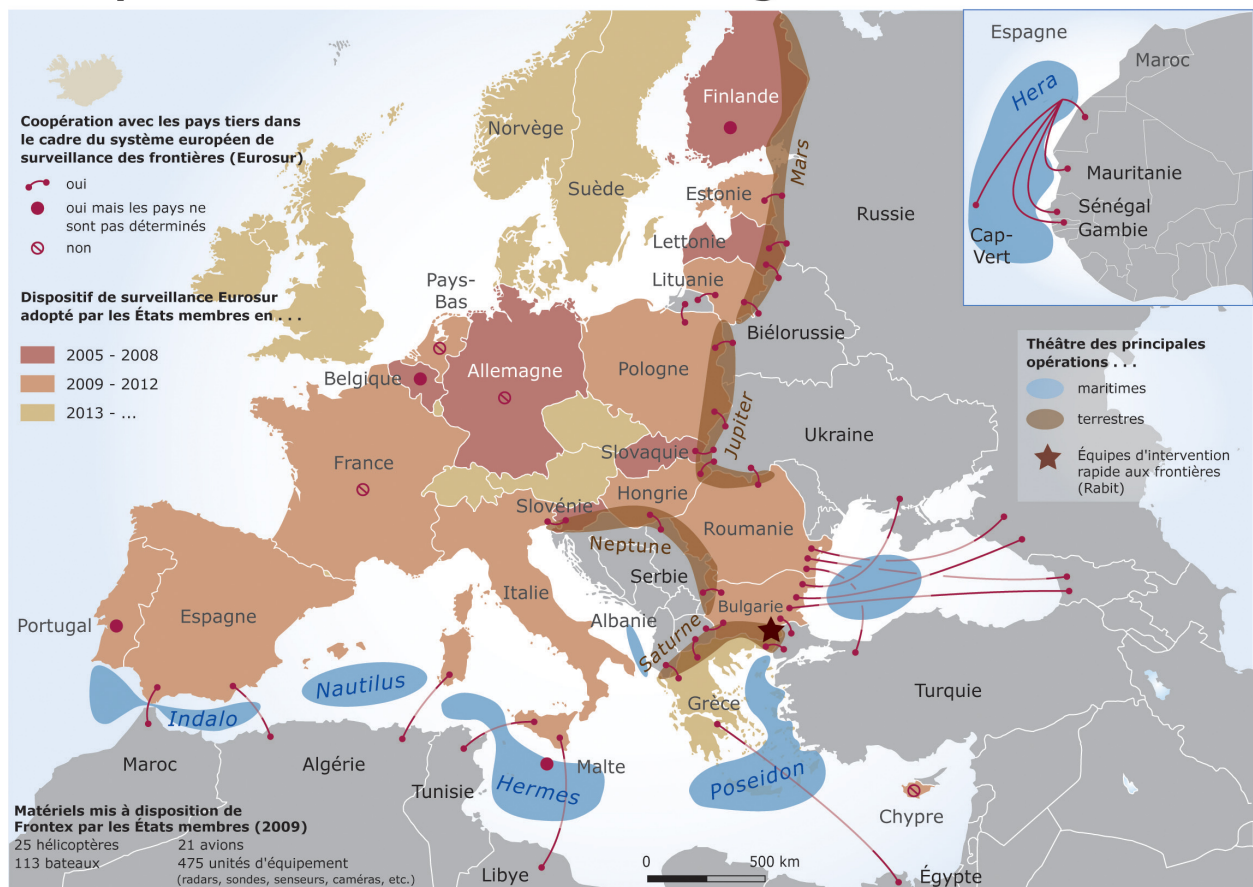 Coopération avec les pays tiers dans
le cadre du système européen de
surveillance des frontières (Eurosur)
oui
oui mais les pays ne
sont pas déterminés
non
Dispositif de surveillance Eurosur
adopté par les États membres en . . .
2005 - 2008
2009 - 2012
2013 - ...
Espagne
Maroc
Hera
Mauritanie
Sénégal
Gambie
Cap-
Vert
Théâtre des principales
opérations . . .
maritimes
terrestres
Équipes d'intervention
rapide aux frontières
(Rabit)
Finlande
Norvège
Suède
Mars
Estonie
Russie
Lettonie
Lituanie
Pays-
Bas
Biélorussie
Belgique
Allemagne
Pologne
Jupiter
Ukraine
Slovaquie
France
Hongrie
Slovénie
Roumanie
Neptune
Serbie
Italie
Bulgarie
Albanie
Saturne
Portugal
Espagne
Nautilus
Indalo
Grèce
Turquie
Maroc
Algérie
Tunisie
Malte
Hermes
Poseidon
Chypre
Libye
Égypte
0 500 km
Matériels mis à disposition de
Frontex par les États membres (2009)
25 hélicoptères 21 avions
113 bateaux 475 unités d'équipement
(radars, sondes, senseurs, caméras, etc.)